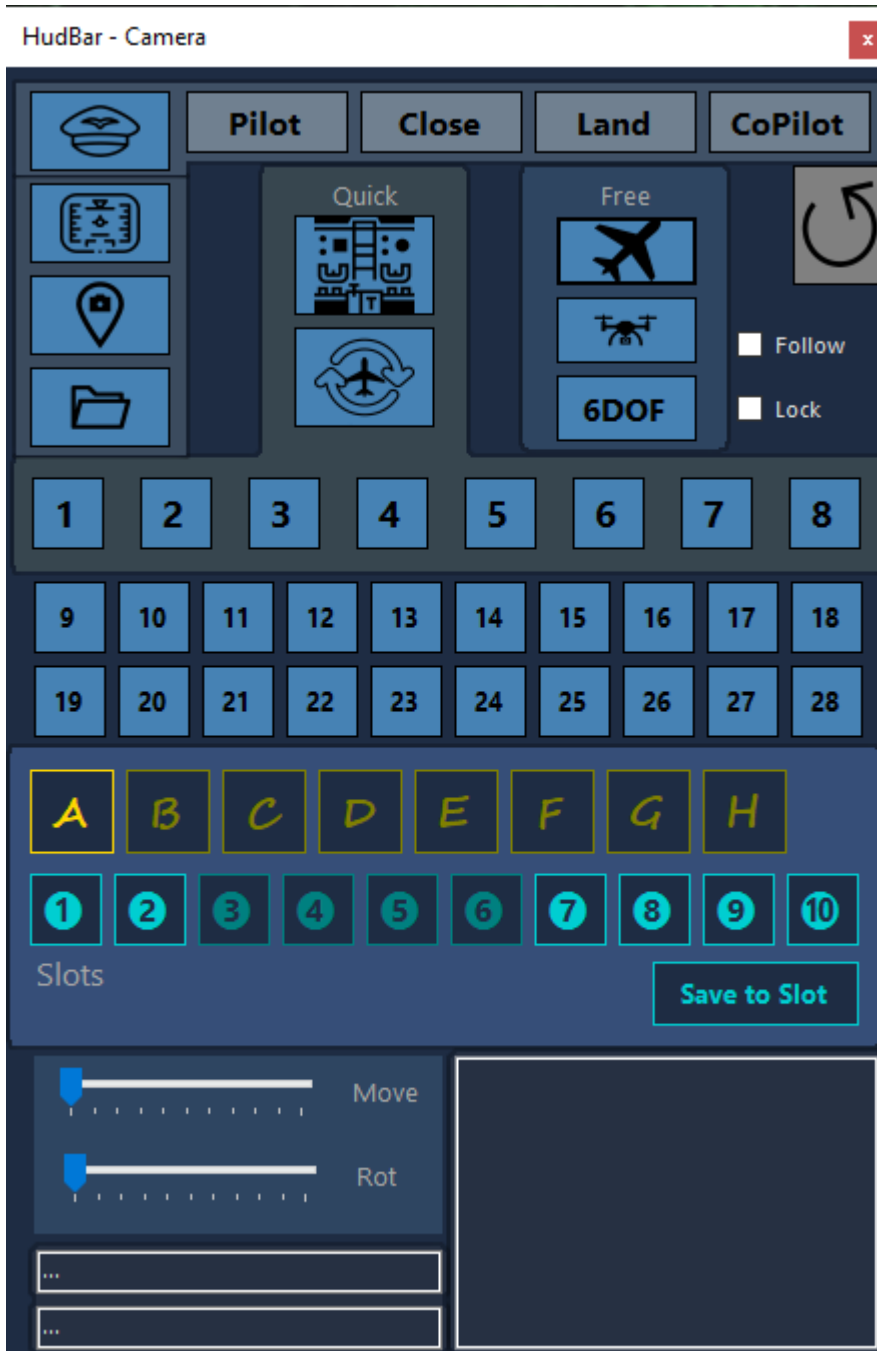 HudBar - Camera x
Pilot Close Land CoPilot
Quick Free
T
Follow
6DOF Lock
1 2 3 4 5 6 7 8
9 10 11 12 13 14 15 16 17 18
19 20 21 22 23 24 25 26 27 28
A B C D E F G H
1 2 3 4 5 6 7 8 9 10
Slots
Save to Slot
Move
Rot
...
...